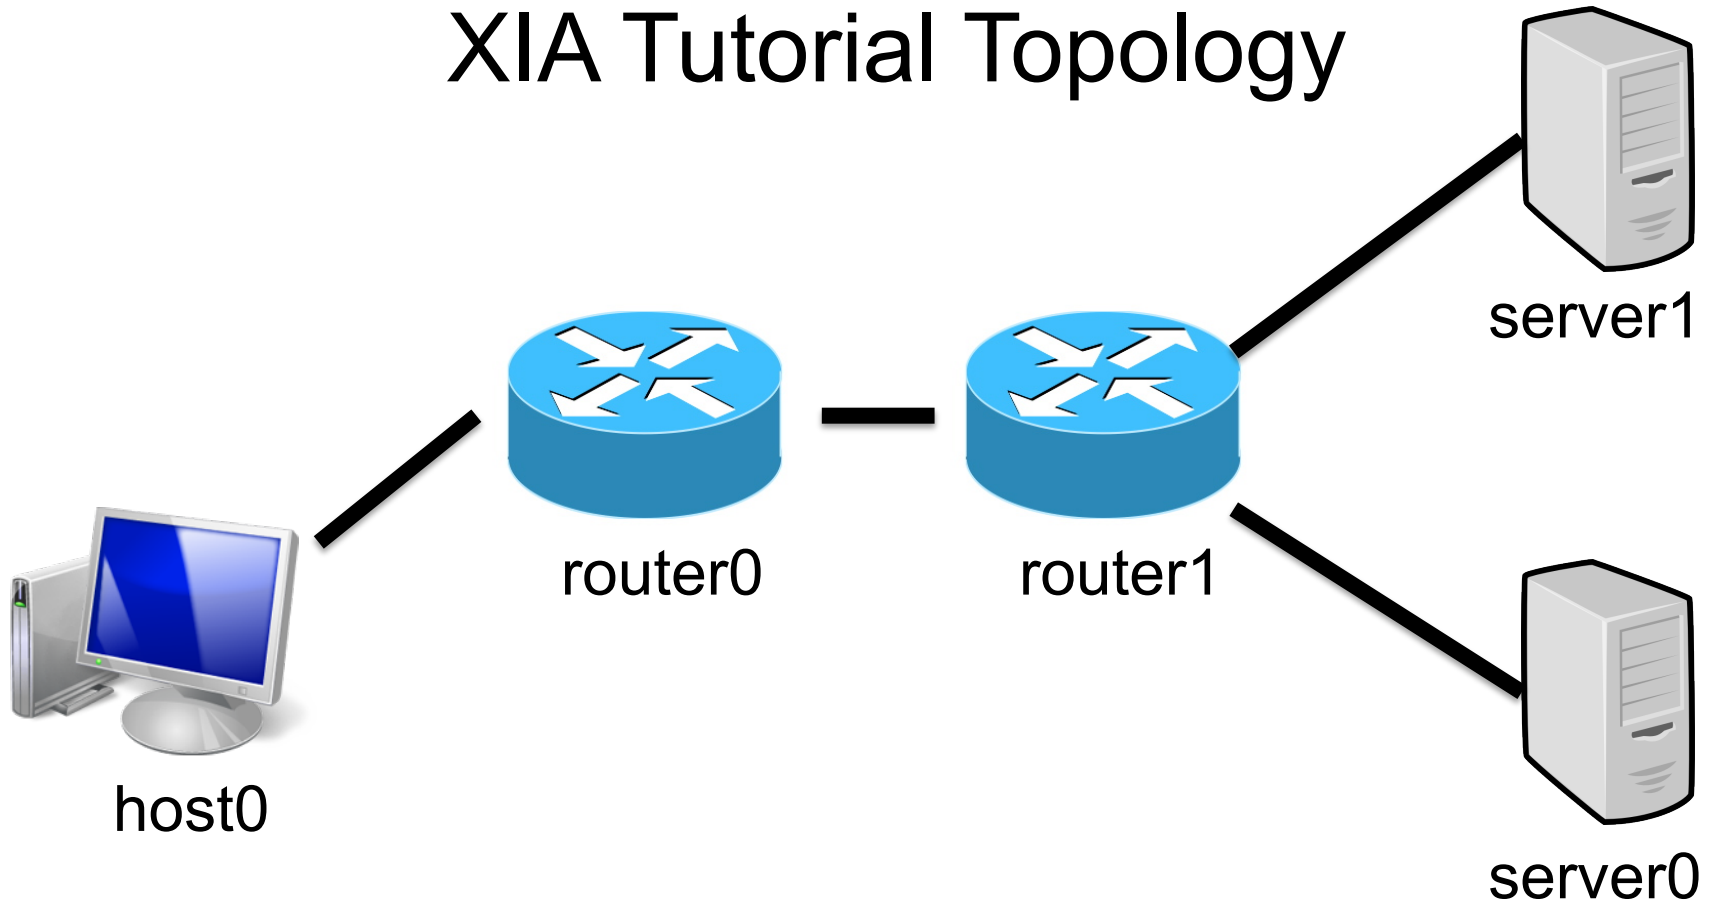 XIA Tutorial Topology
server1
router0
router1
host0
server0